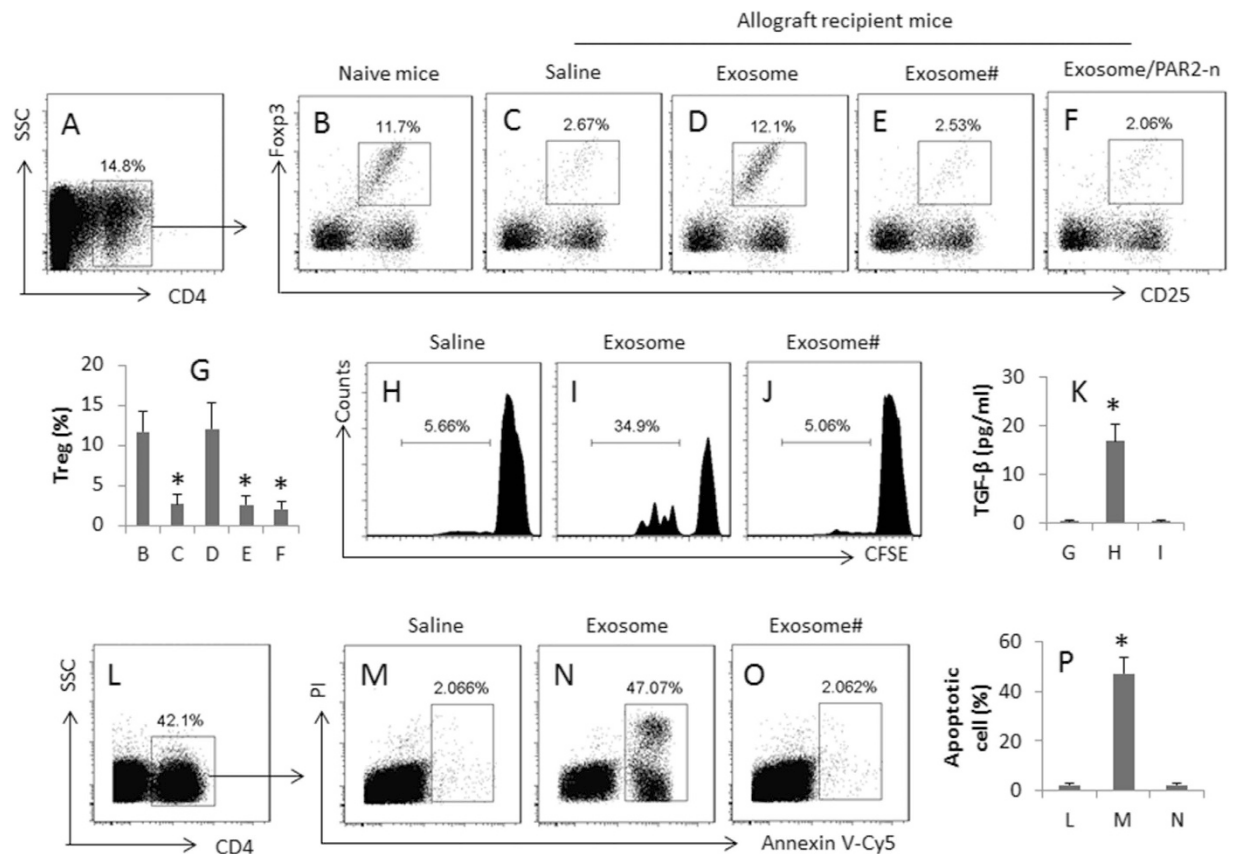 Allograft recipient mice
Naive mice Saline Exosome Exosome# Exosome/PAR2-n
SSC A 14.8% CD4
Foxp3 B 11.7% C 2.67% D 12.1% E 2.53% F 2.06% CD25
Treg (%) 20 15 10 5 0 G * * * B C D E F
Saline Exosome Exosome#
Counts H 5.66% I 34.9% J 5.06% CFSE
TGF-β (pg/ml) 30 20 10 0 K * G H I
SSC L 42.1% CD4
Saline Exosome Exosome#
PI M 2.066% N 47.07% O 2.062% Annexin V-Cy5
Apoptotic
cell (%)
60 40 20 0 P * L M N